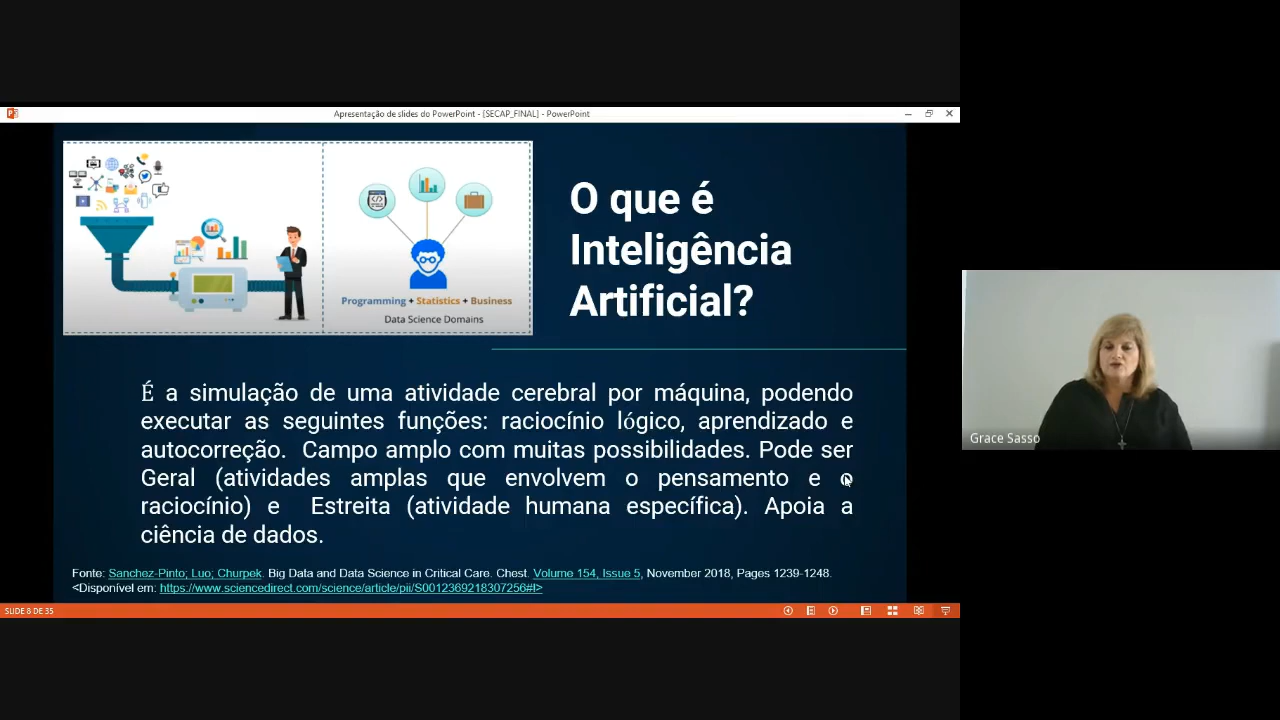 Apresentação de slides do PowerPoint - [SECAP_FINAL] - PowerPoint
Programming + Statistics + Business
Data Science Domains
O que é
Inteligência
Artificial?
É a simulação de uma atividade cerebral por máquina, podendo
executar as seguintes funções: raciocínio lógico, aprendizado e
autocorreção. Campo amplo com muitas possibilidades. Pode ser
Geral (atividades amplas que envolvem o pensamento e o
raciocínio) e Estreita (atividade humana específica). Apoia a
ciência de dados.
Fonte: Sanchez-Pinto; Luo; Churpek. Big Data and Data Science in Critical Care. Chest. Volume 154, Issue 5, November 2018, Pages 1239-1248.
<Disponível em: https://www.sciencedirect.com/science/article/pii/S0012369218307256#!>
SLIDE 8 DE 35
Grace Sasso